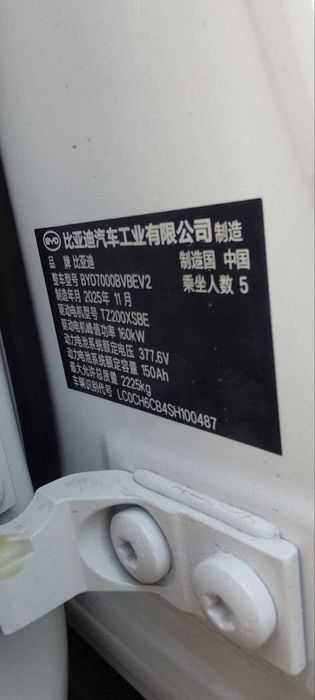 BYD 比亚迪汽车工业有限公司 制造
品 牌 比亚迪 制造国 中国
整车型号 BYD7000BVBEV2 乘坐人数 5
制造年月 2025年 11月
驱动电机型号 TZ200XSBE
驱动电机峰值功率 160kW
动力电池系统额定电压 377.6V
动力电池系统额定容量 150Ah
最大允许总质量 2225kg
车辆识别代号 LC0CH6CB4SH100487